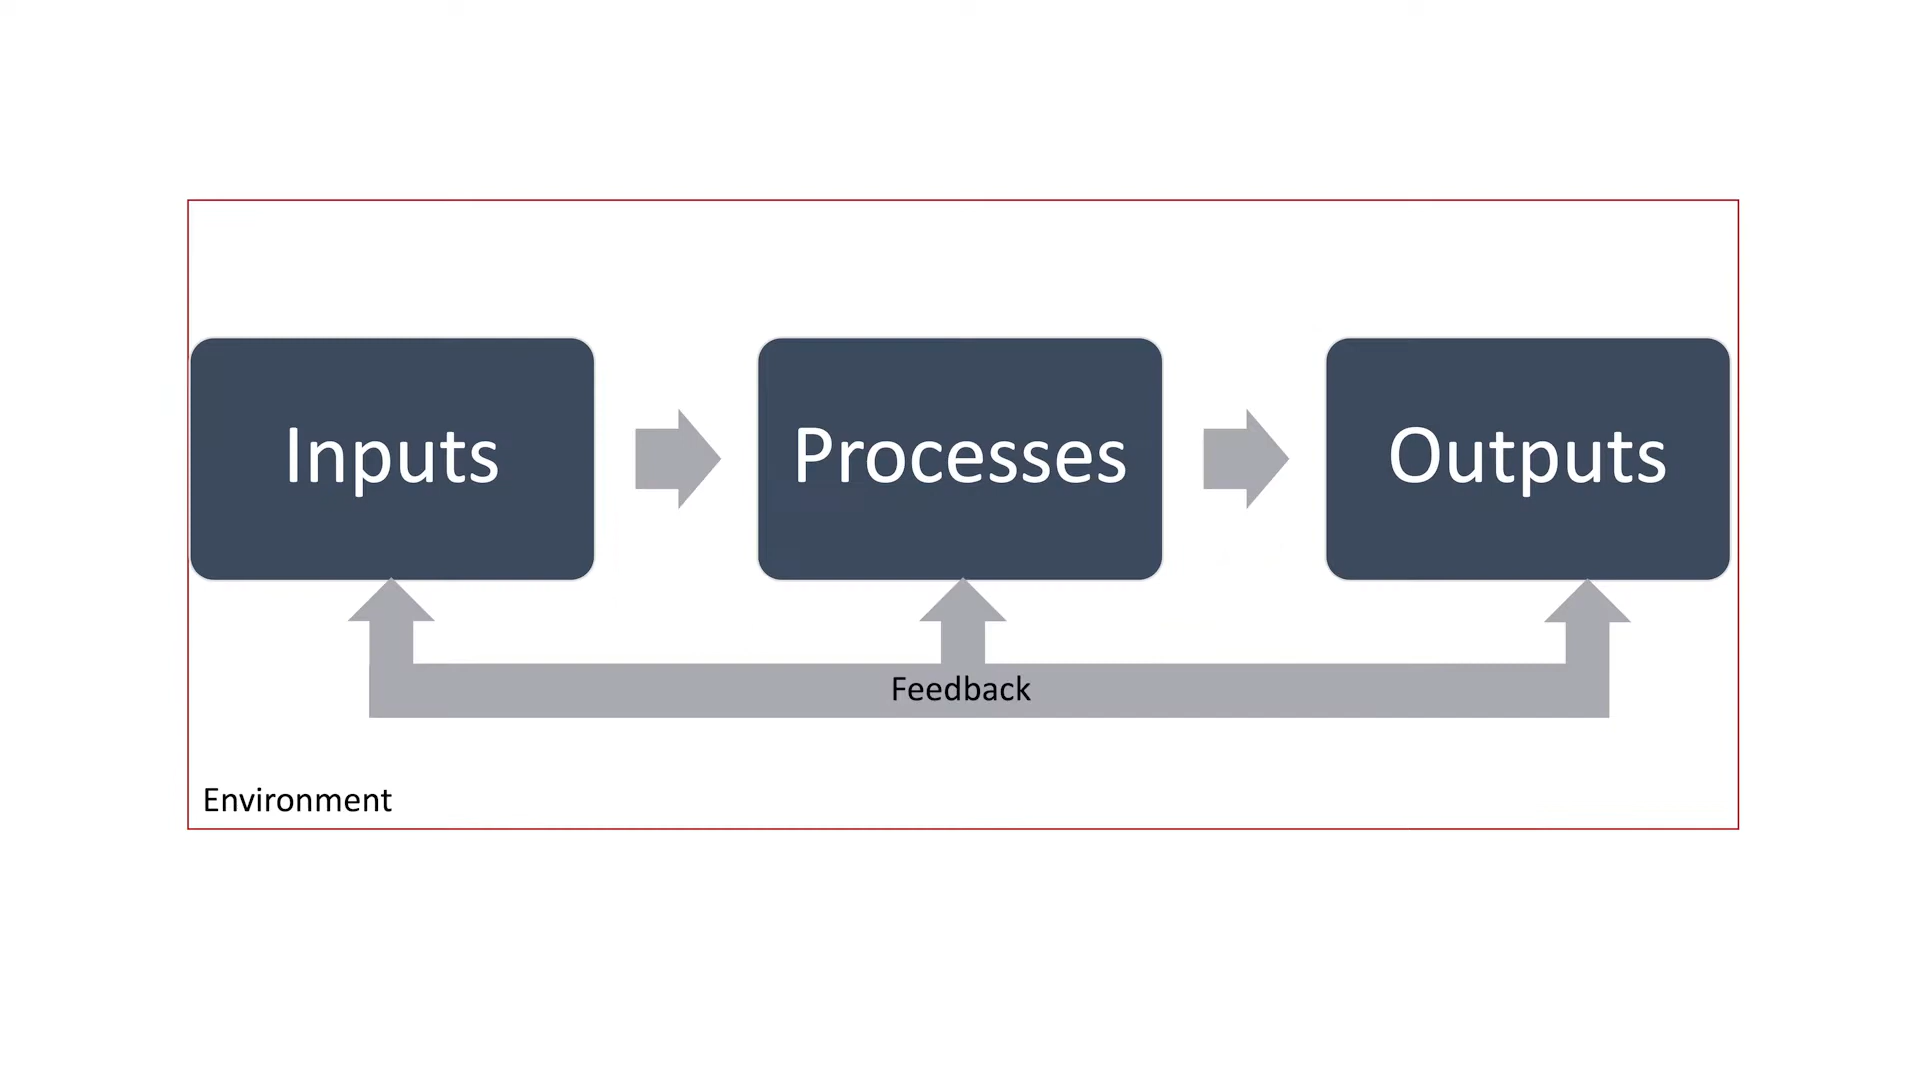 Inputs
Processes
Outputs
Feedback
Environment